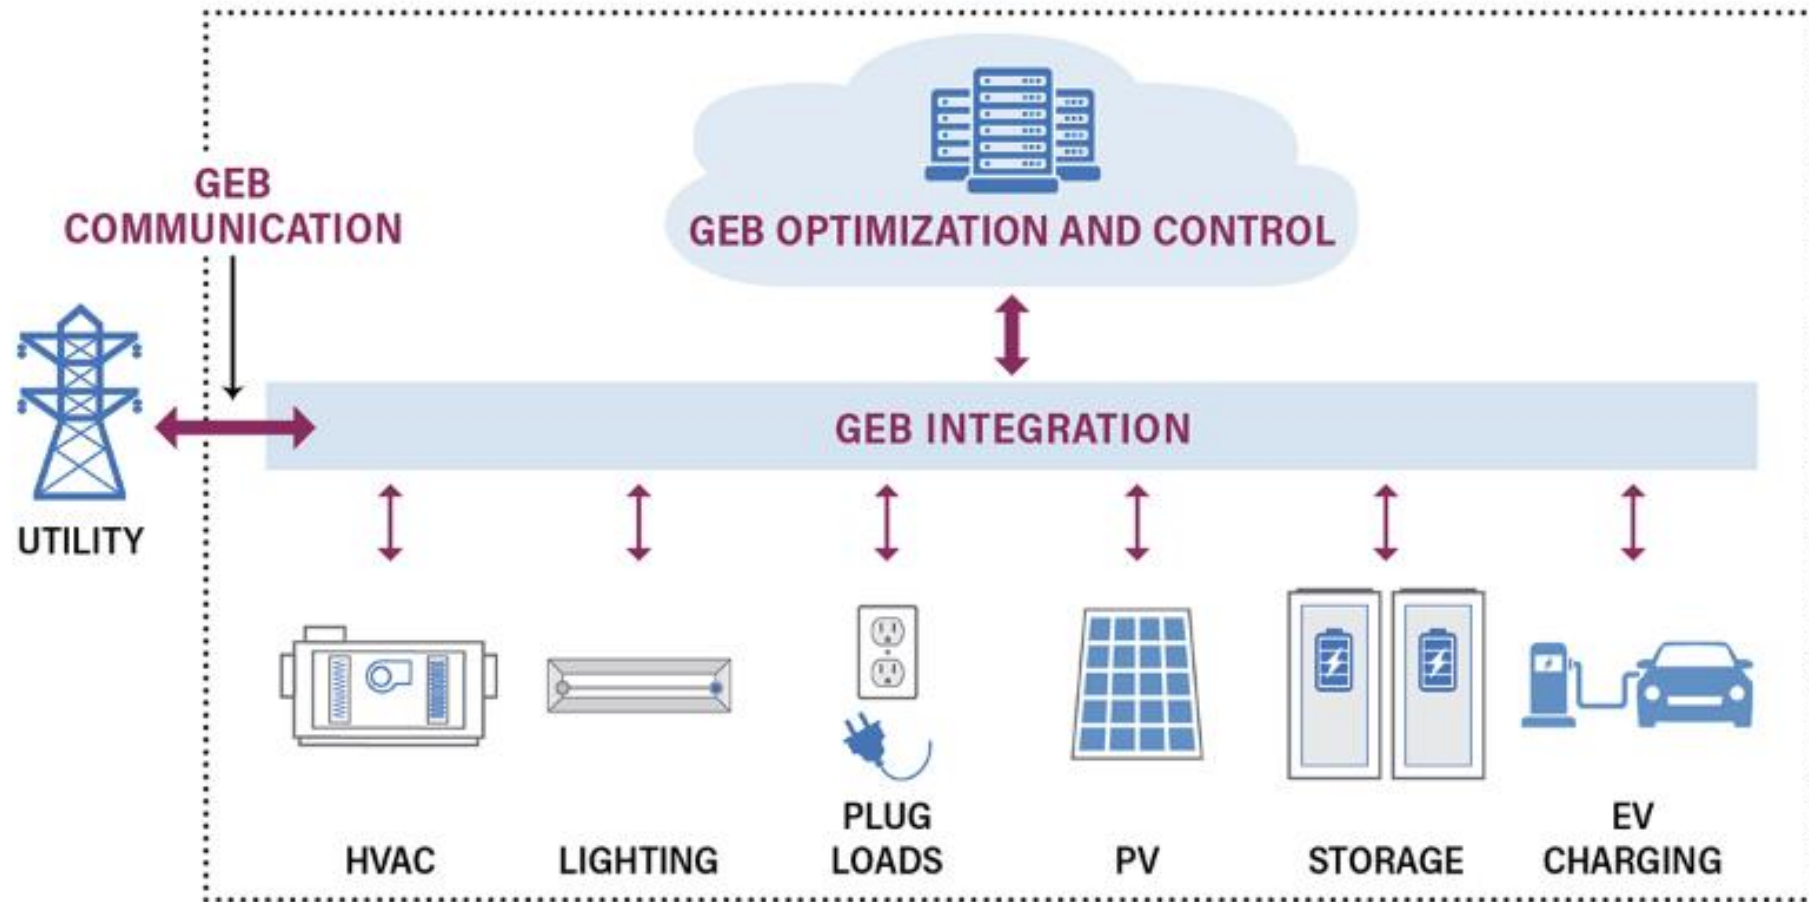 GEB
COMMUNICATION
GEB OPTIMIZATION AND CONTROL
GEB INTEGRATION
UTILITY
HVAC
LIGHTING
PLUG
LOADS
PV
STORAGE
EV
CHARGING